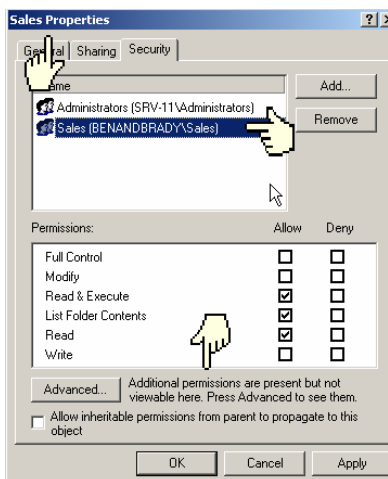 Sales Properties
General Sharing Security
Name
Add...
Administrators (SRV-11\Administrators)
Remove
Sales (BENANDBRADY\Sales)
Permissions: Allow Deny
Full Control
Modify
Read & Execute
List Folder Contents
Read
Write
Advanced... Additional permissions are present but not
viewable here. Press Advanced to see them.
Allow inheritable permissions from parent to propagate to this
object
OK Cancel Apply